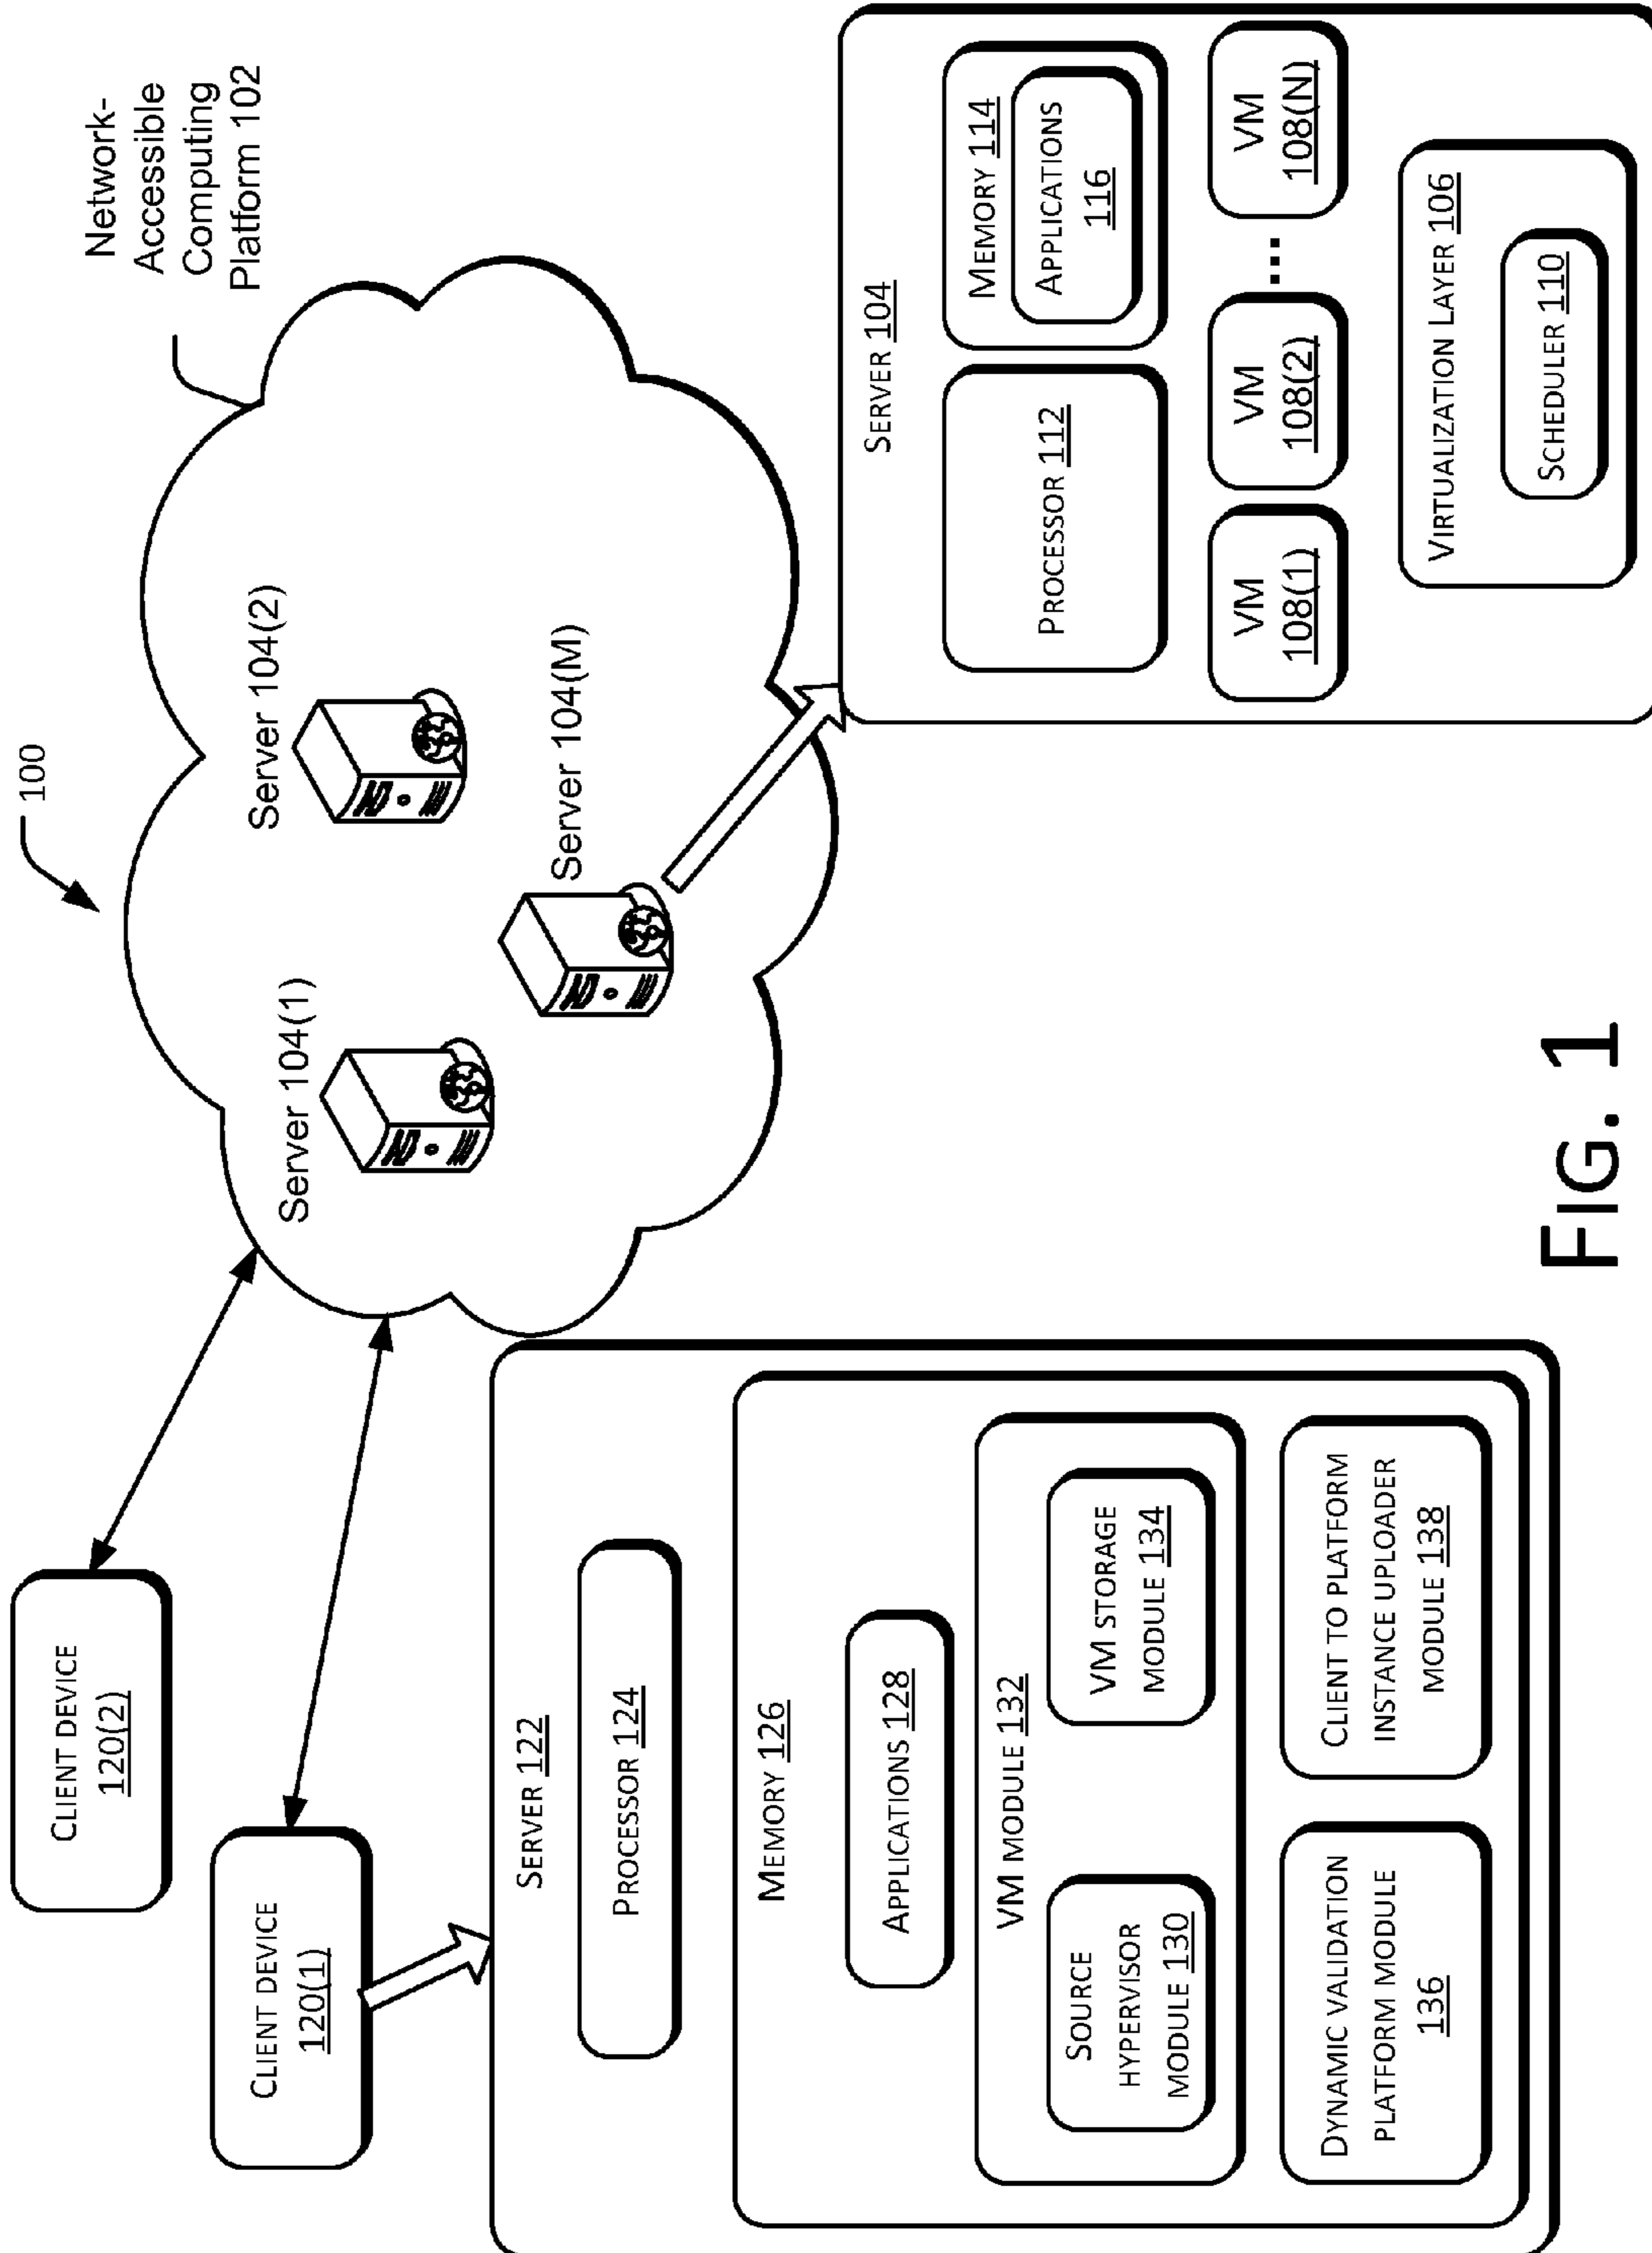 100
Network-
Accessible
Computing
Platform 102
CLIENT DEVICE
120(2)
CLIENT DEVICE
120(1)
Server 104(1)
Server 104(2)
Server 104(M)
SERVER 122
PROCESSOR 124
MEMORY 126
APPLICATIONS 128
VM MODULE 132
SOURCE
HYPERVISOR
MODULE 130
VM STORAGE
MODULE 134
DYNAMIC VALIDATION
PLATFORM MODULE
136
CLIENT TO PLATFORM
INSTANCE UPLOADER
MODULE 138
SERVER 104
PROCESSOR 112
MEMORY 114
APPLICATIONS
116
VM
108(1)
VM
108(2)
....
VM
108(N)
VIRTUALIZATION LAYER 106
SCHEDULER 110
FIG. 1